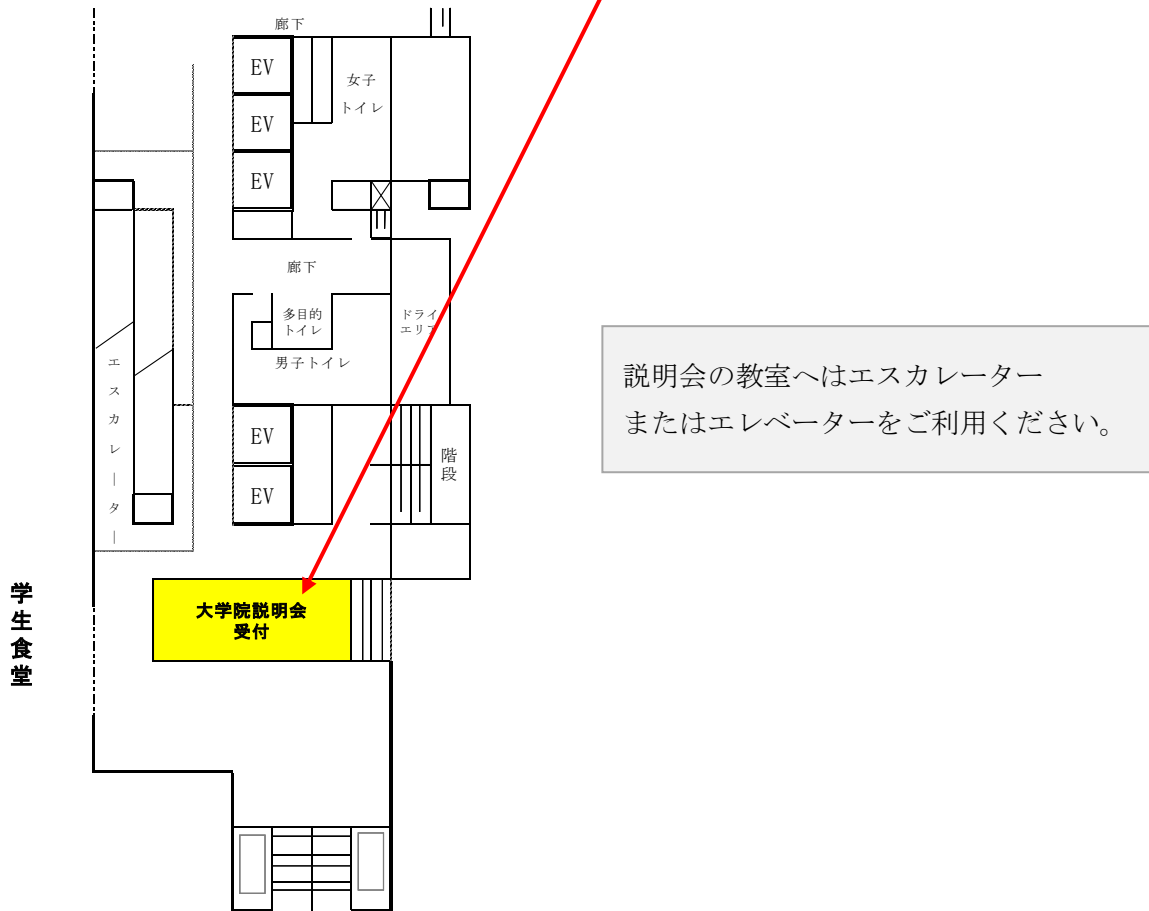 廊下
EV
女子
トイレ
EV
EV
廊下
多目的
トイレ
ドライ
エリア
男子トイレ
エスカレーター
EV
階段
EV
説明会の教室へはエスカレーター
またはエレベーターをご利用ください。
学生食堂
大学院説明会
受付